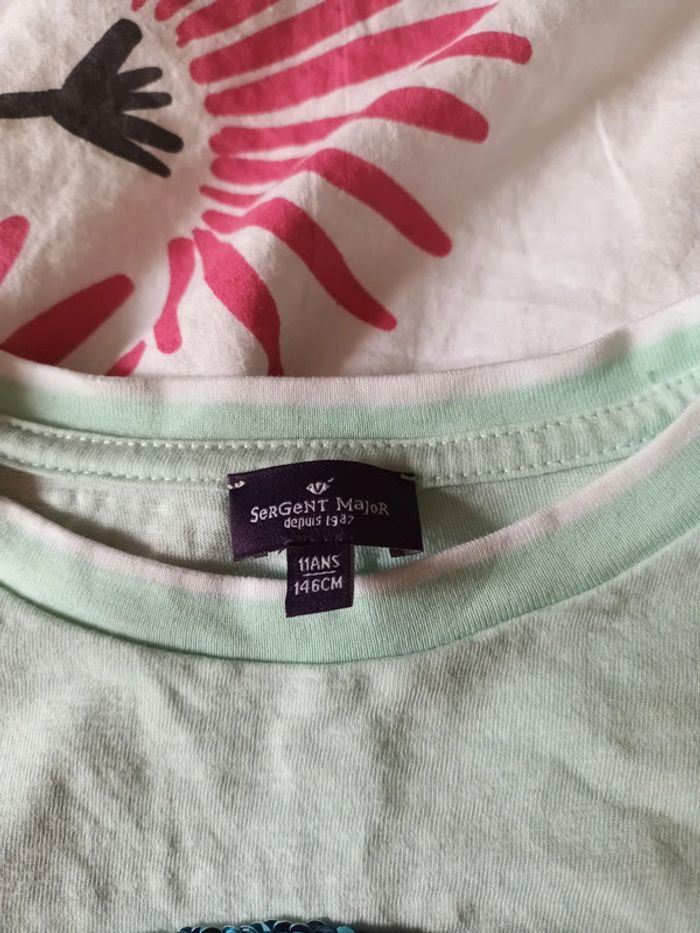 SerGeNT MaJoR
depuis 1987
11ANS
146CM